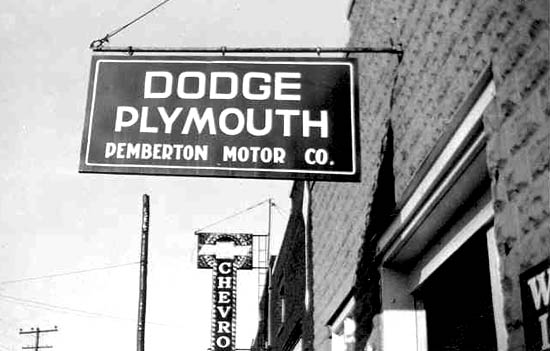 DODGE
PLYMOUTH
PEMBERTON MOTOR CO.
CHEVRO